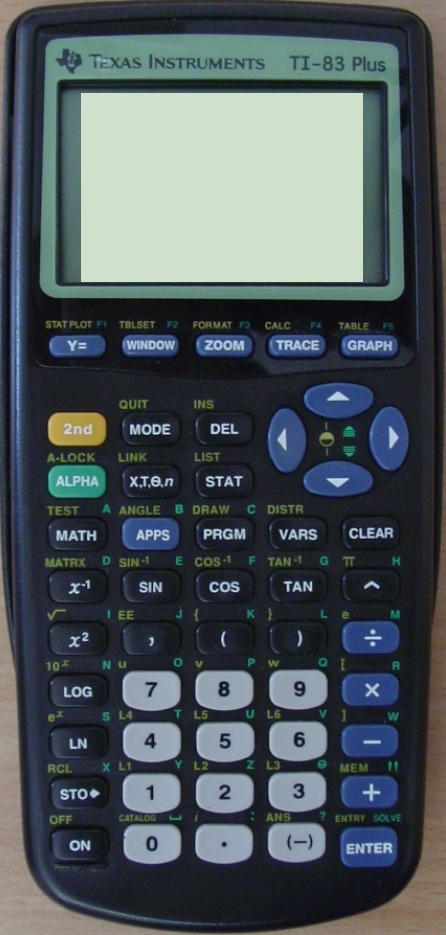 TEXAS INSTRUMENTS TI-83 Plus
STAT PLOT F1 TBLSET F2 FORMAT F3 CALC F4 TABLE F5
Y= WINDOW ZOOM TRACE GRAPH
QUIT INS
2nd MODE DEL
A-LOCK LINK LIST
ALPHA X,T,Θ,n STAT
TEST A ANGLE B DRAW C DISTR
MATH APPS PRGM VARS CLEAR
MATRX D SIN⁻¹ E COS⁻¹ F TAN⁻¹ G π H
x⁻¹ SIN COS TAN ^
√ I EE J { K } L e M
x² , ( ) ÷
10ˣ N u O v P w Q [ R
LOG 7 8 9 ×
eˣ S L4 T L5 U L6 V ] W
LN 4 5 6 −
RCL X L1 Y L2 Z L3 θ MEM "
STO▸ 1 2 3 +
OFF CATALOG ⎵ i : ANS ? ENTRY SOLVE
ON 0 . (−) ENTER